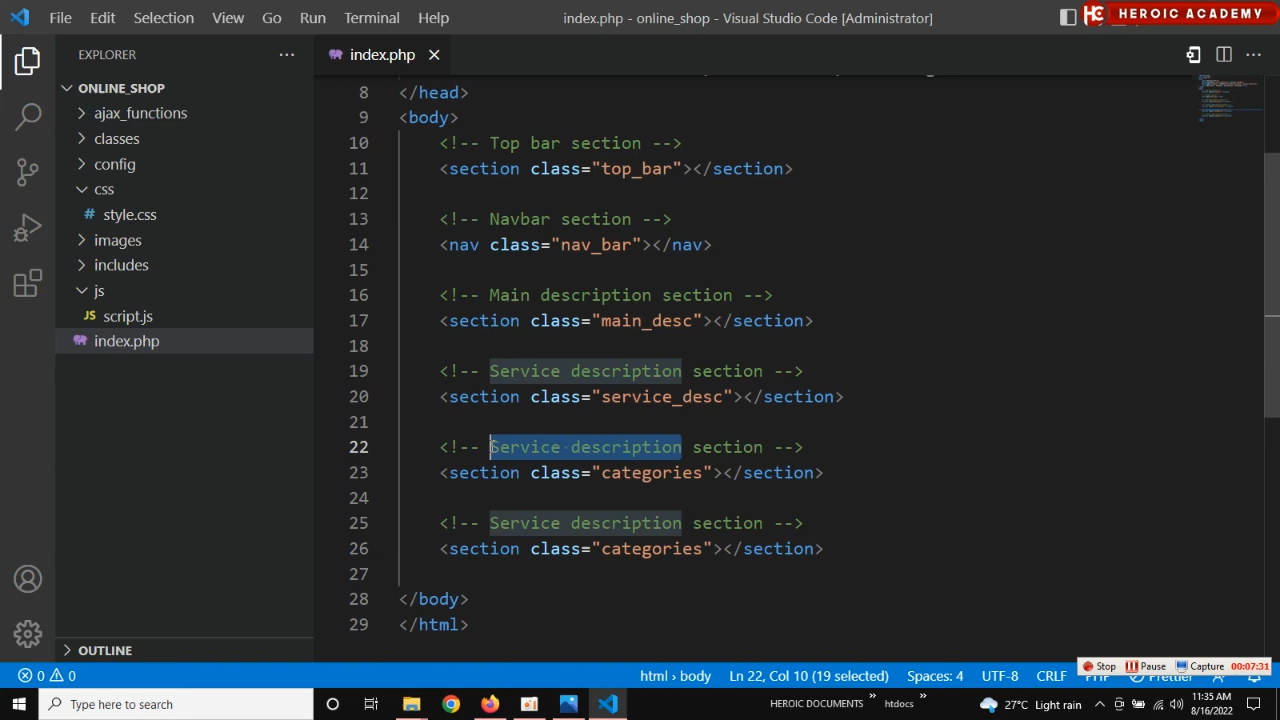 File Edit Selection View Go Run Terminal Help
index.php - online_shop - Visual Studio Code [Administrator]
HC HEROIC ACADEMY
EXPLORER
index.php
ONLINE_SHOP
ajax_functions
classes
config
css
# style.css
images
includes
js
JS script.js
index.php
OUTLINE
8 </head>
9 <body>
10 <!-- Top bar section -->
11 <section class="top_bar"></section>
12
13 <!-- Navbar section -->
14 <nav class="nav_bar"></nav>
15
16 <!-- Main description section -->
17 <section class="main_desc"></section>
18
19 <!-- Service description section -->
20 <section class="service_desc"></section>
21
22 <!-- Service description section -->
23 <section class="categories"></section>
24
25 <!-- Service description section -->
26 <section class="categories"></section>
27
28 </body>
29 </html>
Stop Pause Capture 00:07:31
0 0 html > body Ln 22, Col 10 (19 selected) Spaces: 4 UTF-8 CRLF PHP Prettier
Type here to search
HEROIC DOCUMENTS » htdocs »
27°C Light rain
11:35 AM
8/16/2022